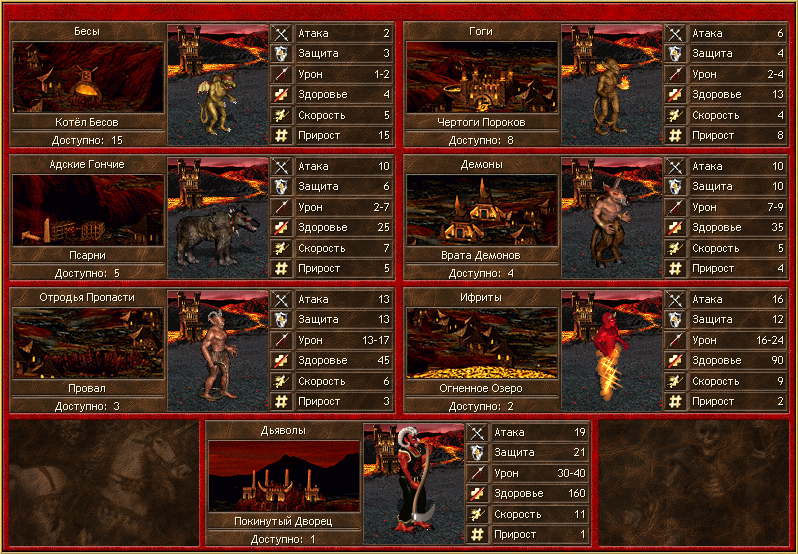 Бесы
Атака 2
Защита 3
Урон 1-2
Здоровье 4
Скорость 5
Прирост 15
Котёл Бесов
Доступно: 15
Гоги
Атака 6
Защита 4
Урон 2-4
Здоровье 13
Скорость 4
Прирост 8
Чертоги Пороков
Доступно: 8
Адские Гончие
Атака 10
Защита 6
Урон 2-7
Здоровье 25
Скорость 7
Прирост 5
Псарни
Доступно: 5
Демоны
Атака 10
Защита 10
Урон 7-9
Здоровье 35
Скорость 5
Прирост 4
Врата Демонов
Доступно: 4
Отродья Пропасти
Атака 13
Защита 13
Урон 13-17
Здоровье 45
Скорость 6
Прирост 3
Провал
Доступно: 3
Ифриты
Атака 16
Защита 12
Урон 16-24
Здоровье 90
Скорость 9
Прирост 2
Огненное Озеро
Доступно: 2
Дьяволы
Атака 19
Защита 21
Урон 30-40
Здоровье 160
Скорость 11
Прирост 1
Покинутый Дворец
Доступно: 1